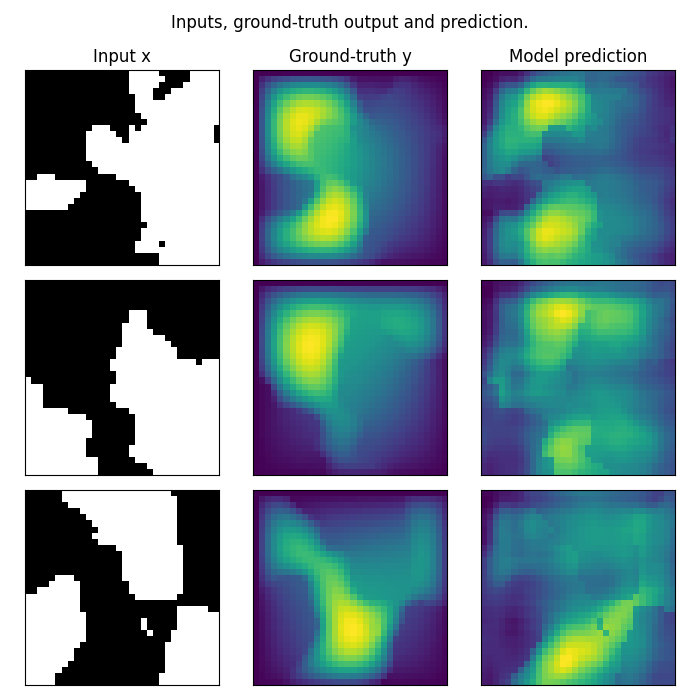 Inputs, ground-truth output and prediction.
Input x
Ground-truth y
Model prediction